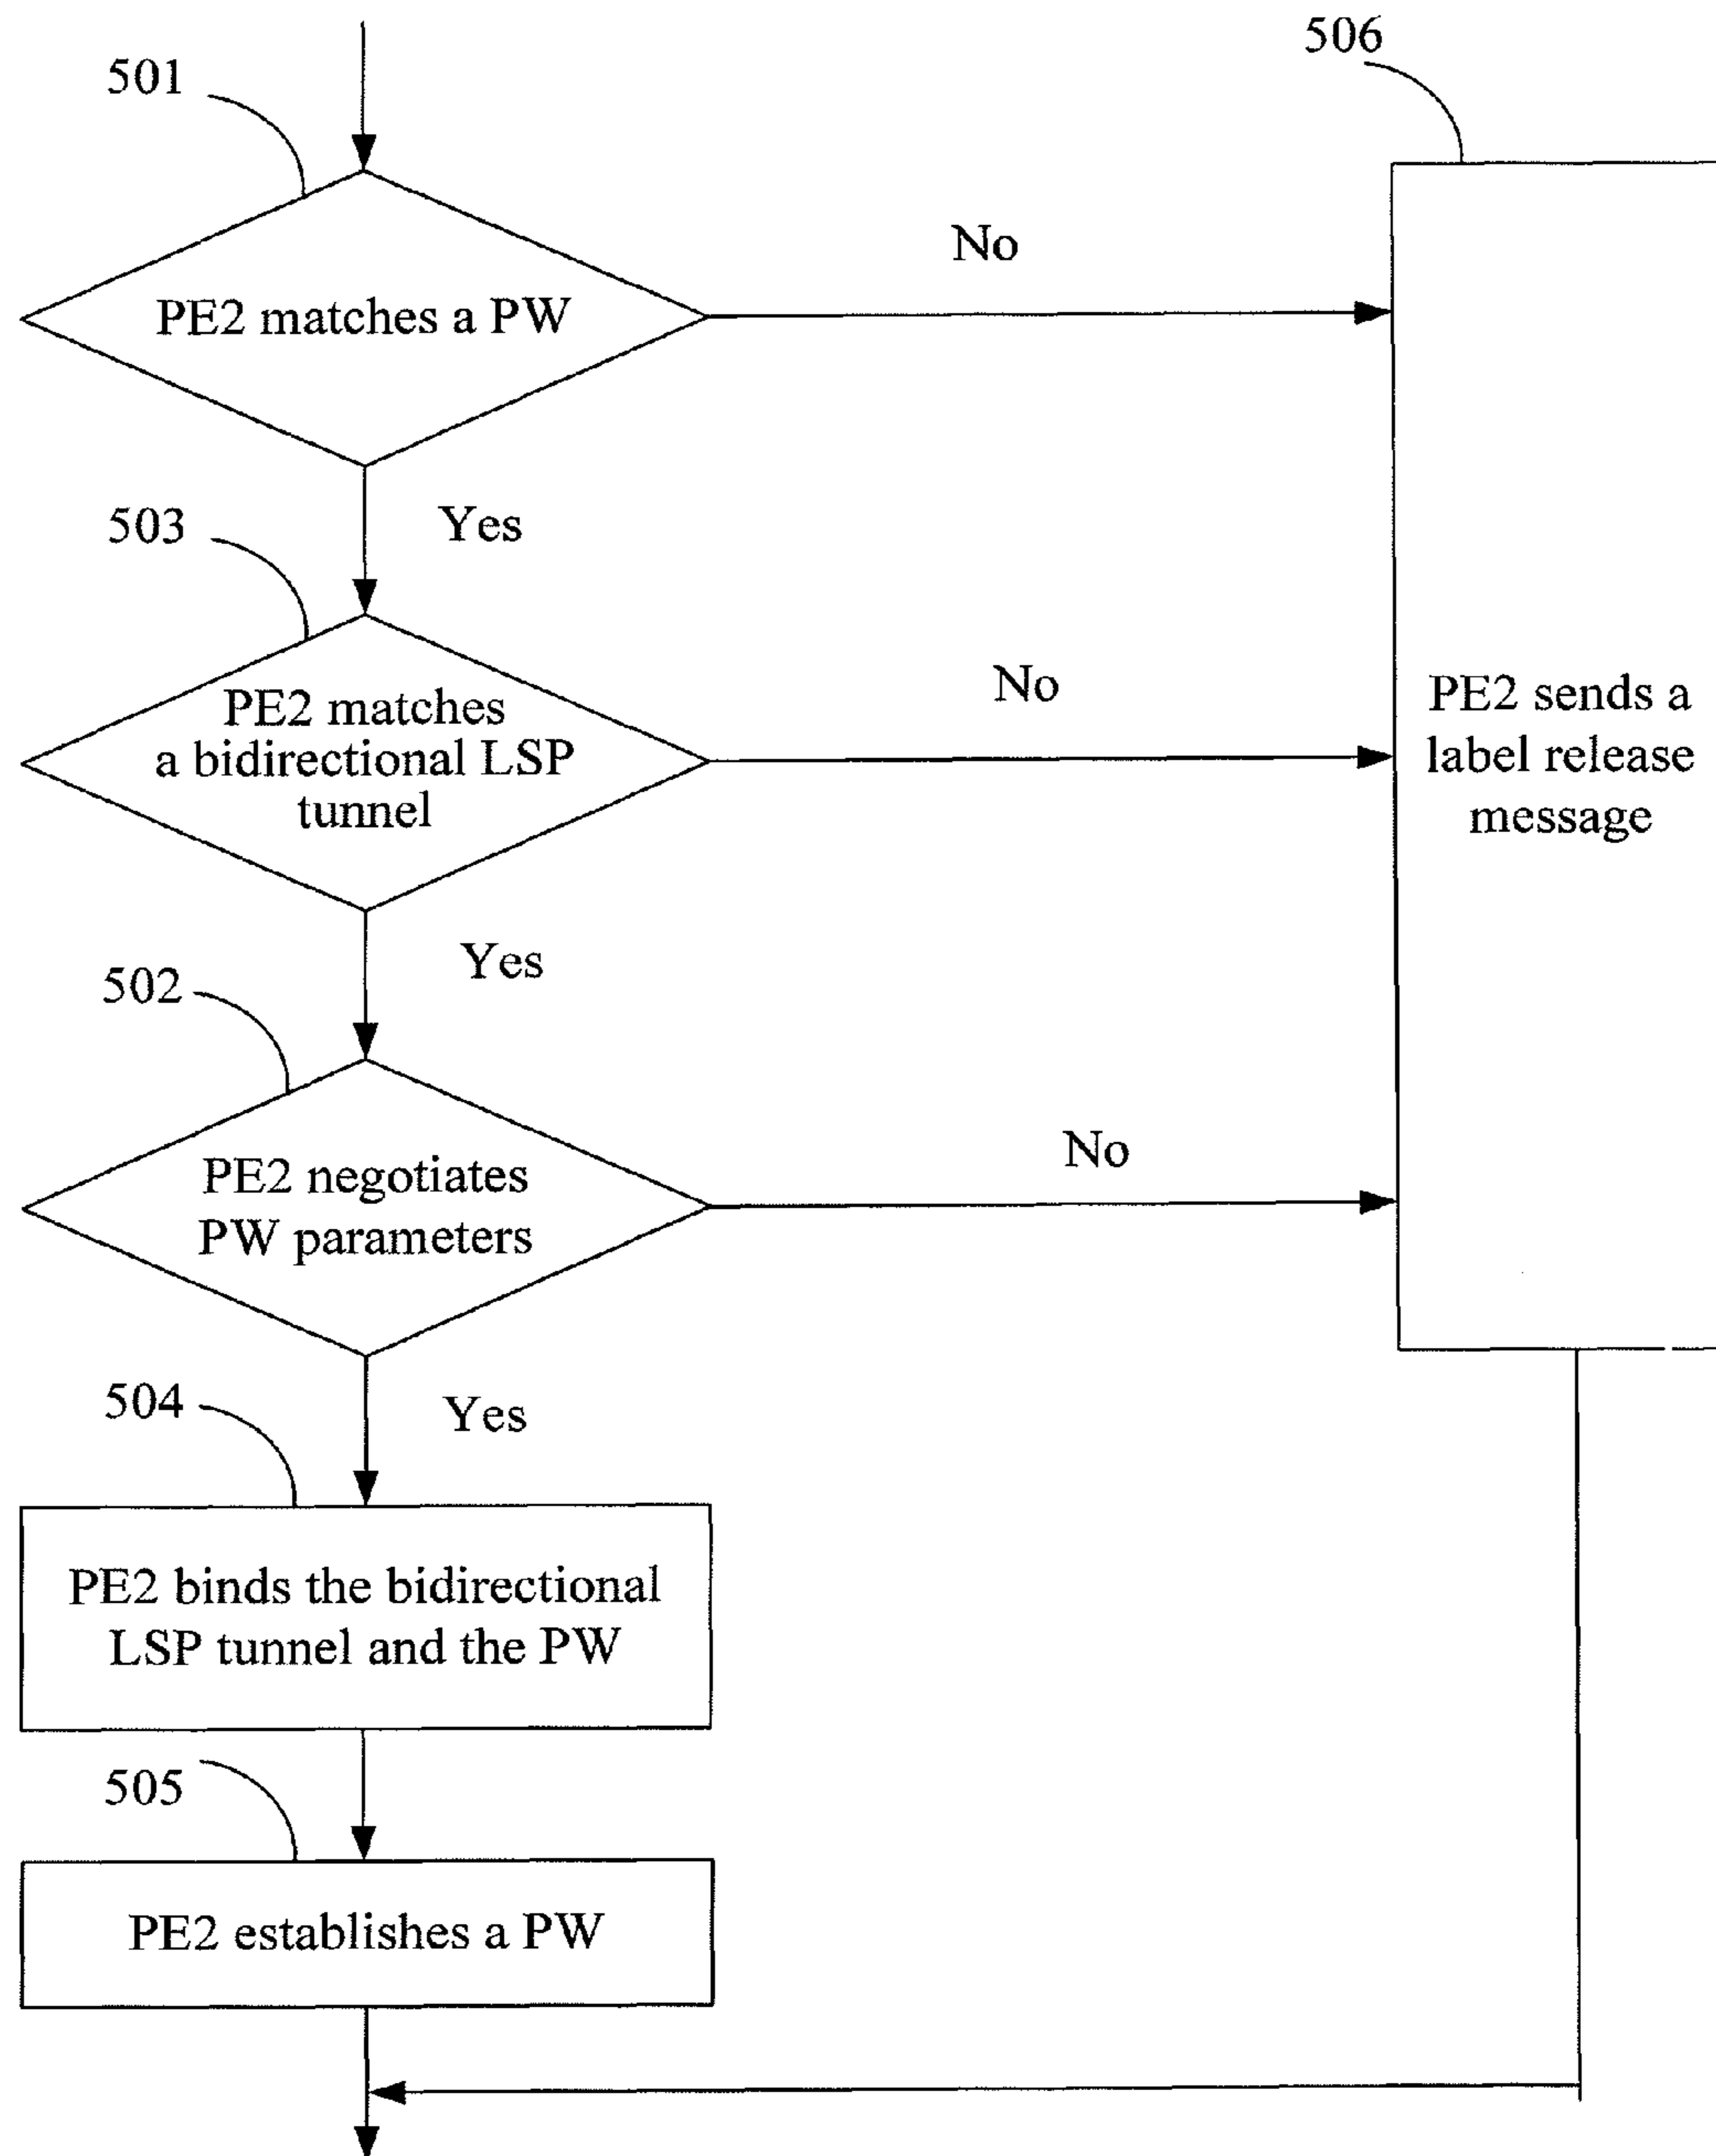 506
501
No
PE2 matches a PW
Yes
503
No
PE2 matches
a bidirectional LSP
tunnel
PE2 sends a
label release
message
Yes
502
No
PE2 negotiates
PW parameters
Yes
504
PE2 binds the bidirectional
LSP tunnel and the PW
505
PE2 establishes a PW